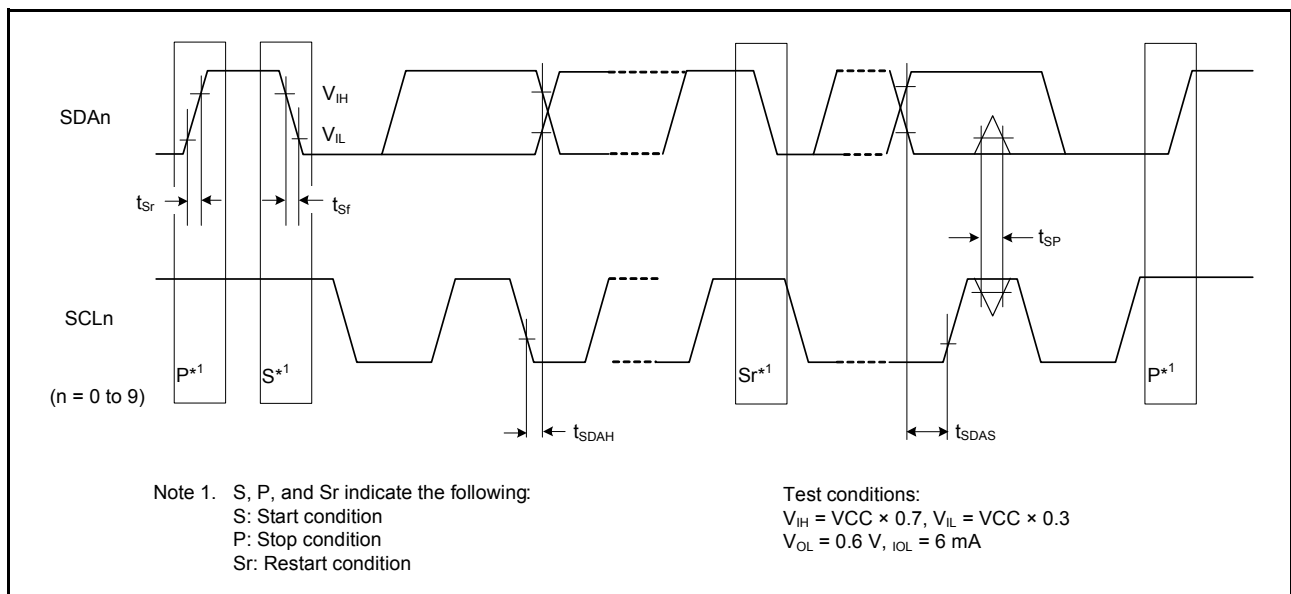 SDAn
V_IH
V_IL
t_Sr
t_Sf
t_SP
SCLn
P*1
S*1
Sr*1
P*1
(n = 0 to 9)
t_SDAH
t_SDAS
Note 1. S, P, and Sr indicate the following:
S: Start condition
P: Stop condition
Sr: Restart condition
Test conditions:
V_IH = VCC × 0.7, V_IL = VCC × 0.3
V_OL = 0.6 V, _IOL = 6 mA